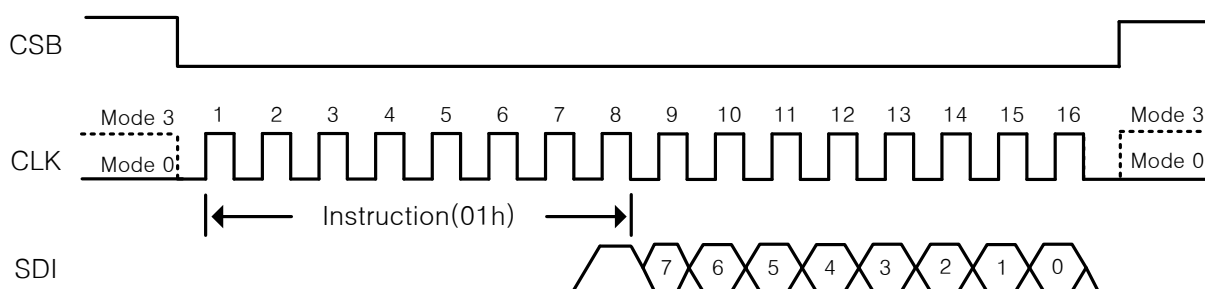 CSB
Mode 3 1 2 3 4 5 6 7 8 9 10 11 12 13 14 15 16 Mode 3
CLK Mode 0 Mode 0
Instruction(01h)
SDI 7 6 5 4 3 2 1 0